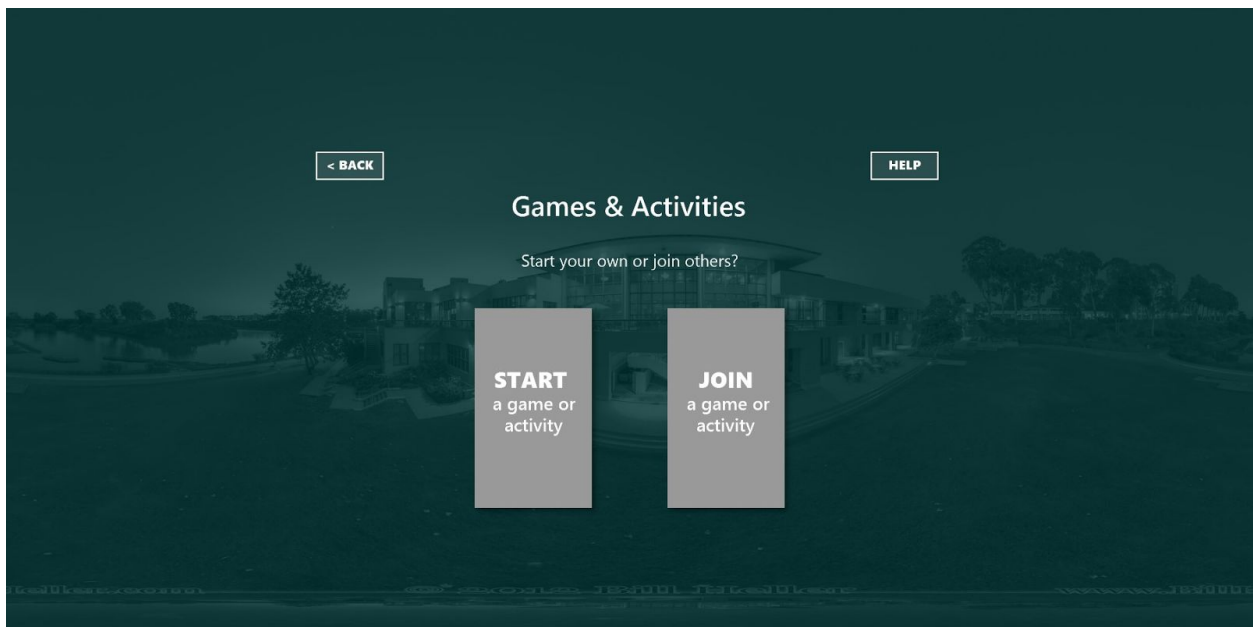 < BACK
HELP
Games & Activities
Start your own or join others?
START
a game or
activity
JOIN
a game or
activity